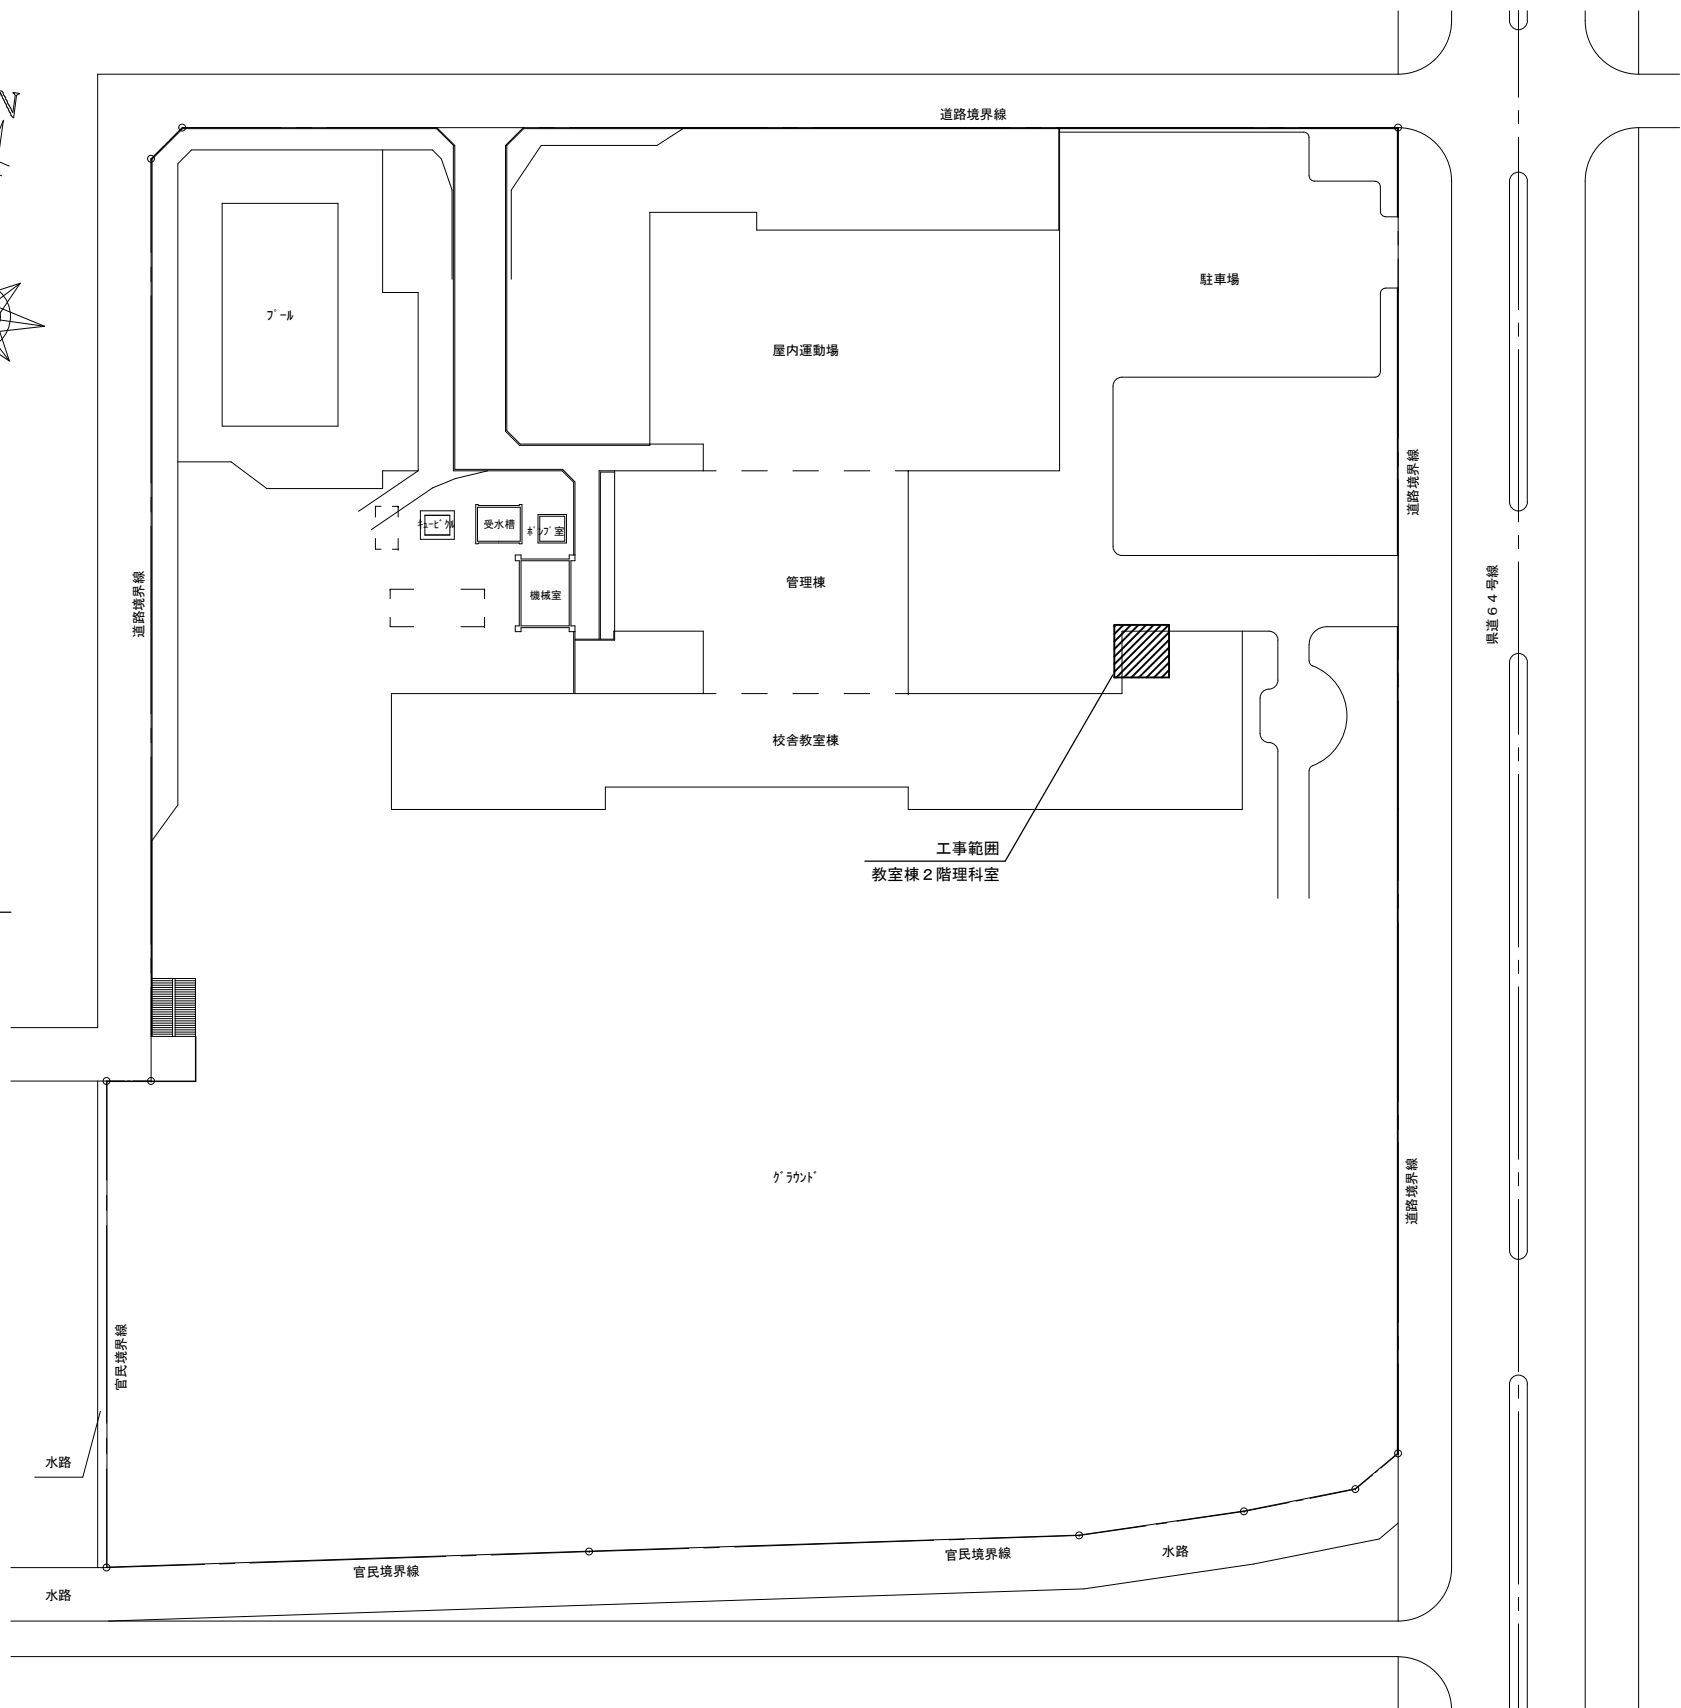 N
道路境界線
駐車場
プール
屋内運動場
道路境界線
キュービクル
受水槽
ポンプ室
管理棟
機械室
道路境界線
県道64号線
校舎教室棟
工事範囲
教室棟2階理科室
グラウンド
道路境界線
官民境界線
水路
官民境界線
官民境界線
水路
水路